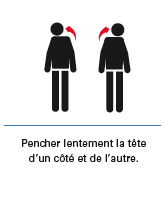 Pencher lentement la tête
d’un côté et de l’autre.